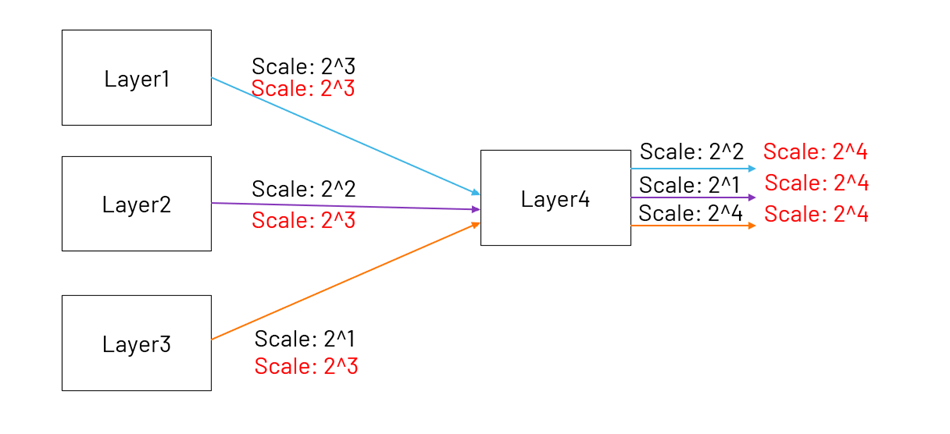 Layer1
Scale: 2^3
Scale: 2^3
Layer2
Scale: 2^2
Scale: 2^3
Layer3
Scale: 2^1
Scale: 2^3
Layer4
Scale: 2^2 Scale: 2^4
Scale: 2^1 Scale: 2^4
Scale: 2^4 Scale: 2^4